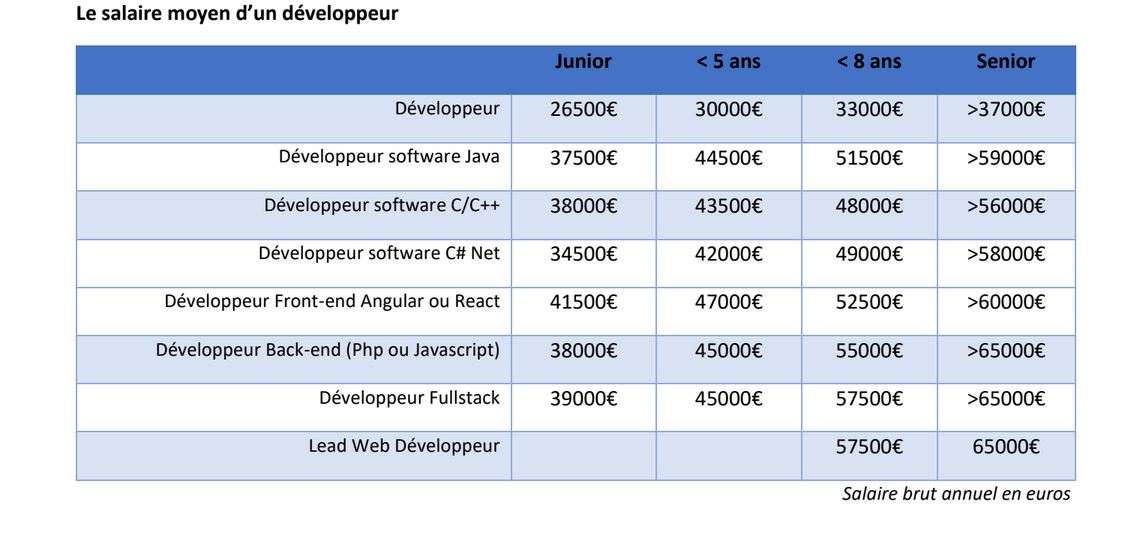 Le salaire moyen d’un développeur
Junior < 5 ans < 8 ans Senior
Développeur 26500€ 30000€ 33000€ >37000€
Développeur software Java 37500€ 44500€ 51500€ >59000€
Développeur software C/C++ 38000€ 43500€ 48000€ >56000€
Développeur software C# Net 34500€ 42000€ 49000€ >58000€
Développeur Front-end Angular ou React 41500€ 47000€ 52500€ >60000€
Développeur Back-end (Php ou Javascript) 38000€ 45000€ 55000€ >65000€
Développeur Fullstack 39000€ 45000€ 57500€ >65000€
Lead Web Développeur 57500€ 65000€
Salaire brut annuel en euros